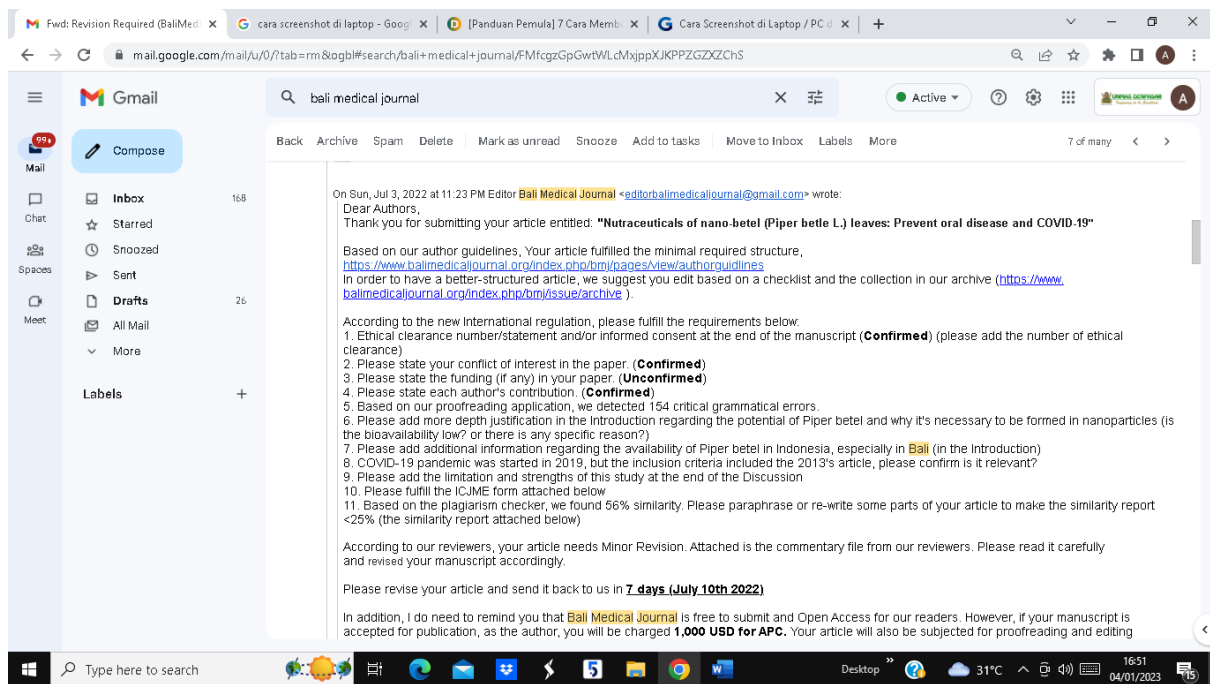 Fwd: Revision Required (BaliMed
cara screenshot di laptop - Goog
[Panduan Pemula] 7 Cara Memb
Cara Screenshot di Laptop / PC d
mail.google.com/mail/u/0/?tab=rm&ogbl#search/bali+medical+journal/FMfcgzGpGwtWLcMxjppXJKPPZGZXZChS
A
Gmail
bali medical journal
Active
UNMAS DENPASAR
A
99+
Mail
Chat
Spaces
Meet
Compose
Inbox 168
Starred
Snoozed
Sent
Drafts 26
All Mail
More
Labels +
Back Archive Spam Delete Mark as unread Snooze Add to tasks Move to Inbox Labels More 7 of many
On Sun, Jul 3, 2022 at 11:23 PM Editor Bali Medical Journal <editorbalimedicaljournal@gmail.com> wrote:
Dear Authors,
Thank you for submitting your article entitled: "Nutraceuticals of nano-betel (Piper betle L.) leaves: Prevent oral disease and COVID-19"
Based on our author guidelines, Your article fulfilled the minimal required structure,
https://www.balimedicaljournal.org/index.php/bmj/pages/view/authorguidlines
In order to have a better-structured article, we suggest you edit based on a checklist and the collection in our archive (https://www.
balimedicaljournal.org/index.php/bmj/issue/archive ).
According to the new International regulation, please fulfill the requirements below:
1. Ethical clearance number/statement and/or informed consent at the end of the manuscript (Confirmed) (please add the number of ethical
clearance)
2. Please state your conflict of interest in the paper. (Confirmed)
3. Please state the funding (if any) in your paper. (Unconfirmed)
4. Please state each author's contribution. (Confirmed)
5. Based on our proofreading application, we detected 154 critical grammatical errors.
6. Please add more depth justification in the Introduction regarding the potential of Piper betel and why it's necessary to be formed in nanoparticles (is
the bioavailability low? or there is any specific reason?)
7. Please add additional information regarding the availability of Piper betel in Indonesia, especially in Bali (in the Introduction)
8. COVID-19 pandemic was started in 2019, but the inclusion criteria included the 2013's article, please confirm is it relevant?
9. Please add the limitation and strengths of this study at the end of the Discussion
10. Please fulfill the ICJME form attached below
11. Based on the plagiarism checker, we found 56% similarity. Please paraphrase or re-write some parts of your article to make the similarity report
<25% (the similarity report attached below)
According to our reviewers, your article needs Minor Revision. Attached is the commentary file from our reviewers. Please read it carefully
and revised your manuscript accordingly.
Please revise your article and send it back to us in 7 days (July 10th 2022)
In addition, I do need to remind you that Bali Medical Journal is free to submit and Open Access for our readers. However, if your manuscript is
accepted for publication, as the author, you will be charged 1,000 USD for APC. Your article will also be subjected for proofreading and editing
Type here to search
Desktop
31°C
16:51
04/01/2023
15